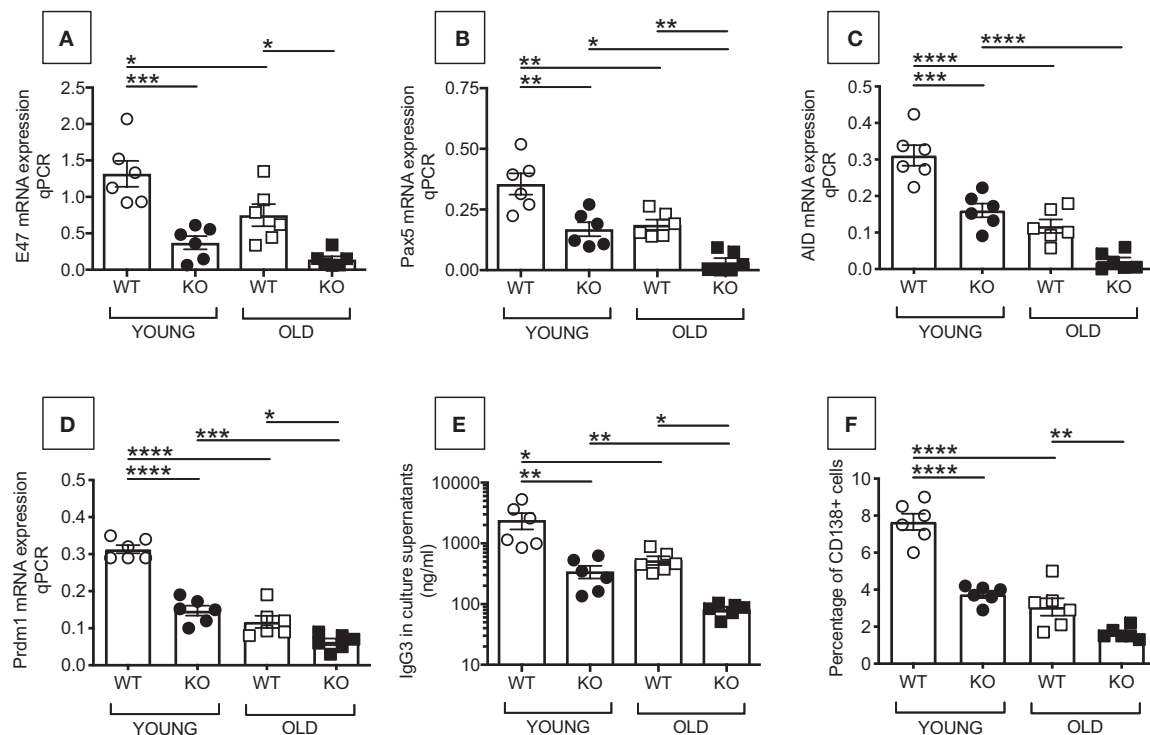 A
*
*
***
E47 mRNA expression
qPCR
2.5
2.0
1.5
1.0
0.5
0.0
WT KO WT KO
YOUNG OLD
B
**
*
**
**
Pax5 mRNA expression
qPCR
0.75
0.50
0.25
0.00
WT KO WT KO
YOUNG OLD
C
****
****
***
AID mRNA expression
qPCR
0.5
0.4
0.3
0.2
0.1
0.0
WT KO WT KO
YOUNG OLD
D
*
***
****
****
Prdm1 mRNA expression
qPCR
0.5
0.4
0.3
0.2
0.1
0.0
WT KO WT KO
YOUNG OLD
E
*
**
*
**
IgG3 in culture supernatants
(ng/ml)
10000
1000
100
10
WT KO WT KO
YOUNG OLD
F
**
****
****
Percentage of CD138+ cells
10
8
6
4
2
0
WT KO WT KO
YOUNG OLD